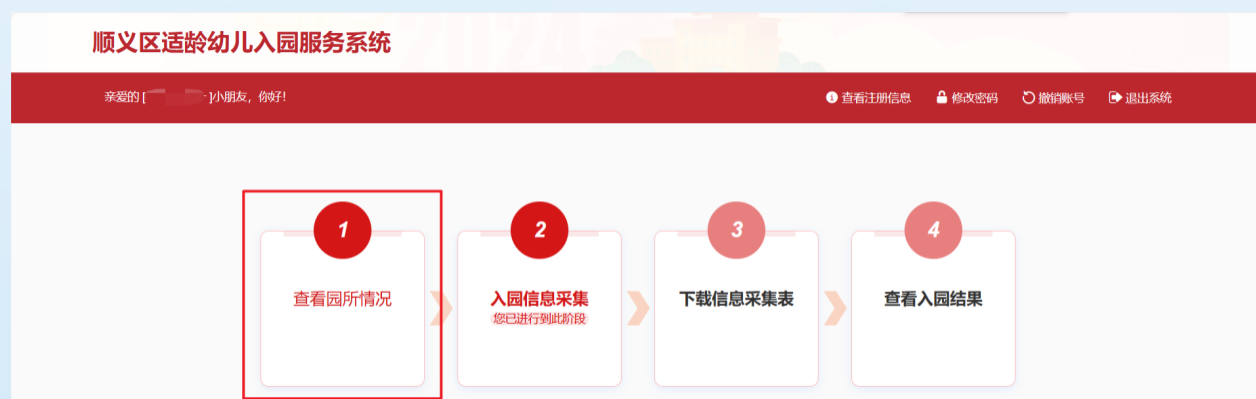 顺义区适龄幼儿入园服务系统
亲爱的 [ ]小朋友，你好！
查看注册信息 修改密码 撤销账号 退出系统
1 2 3 4
查看园所情况 入园信息采集 下载信息采集表 查看入园结果
您已进行到此阶段